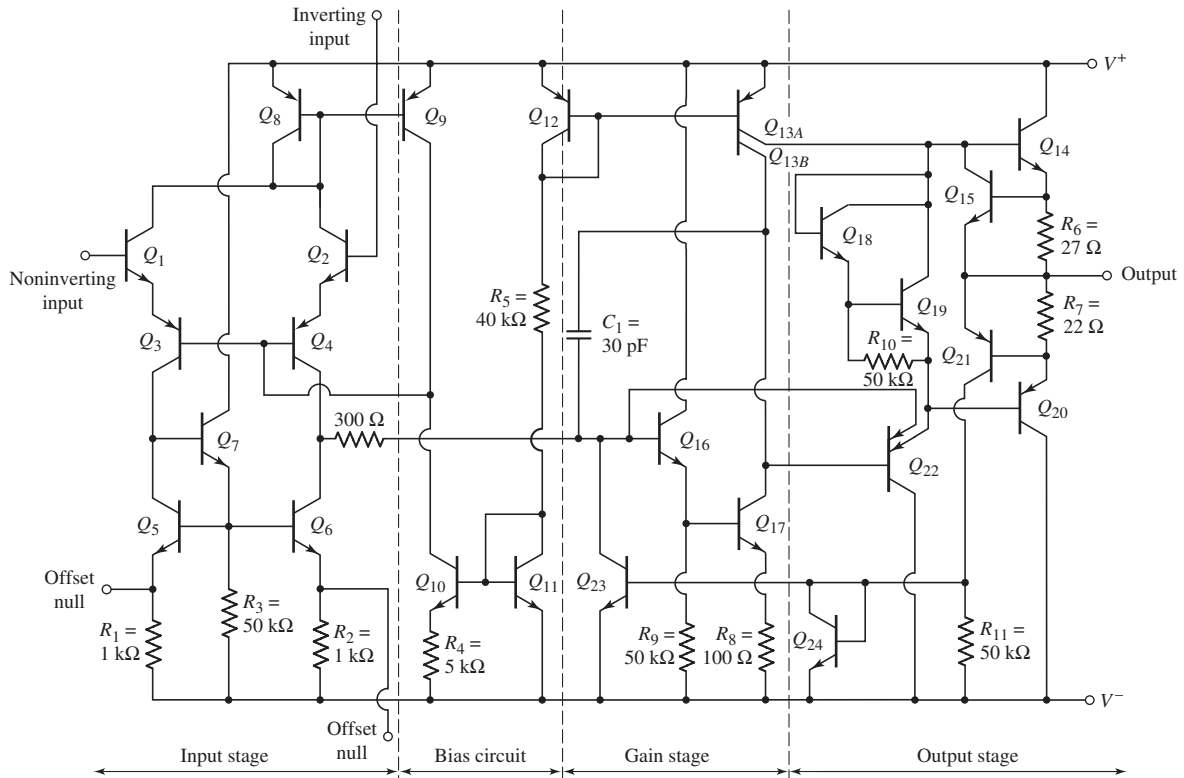 Inverting
input
V⁺
Q₈
Q₉
Q₁₂
Q₁₃A
Q₁₃B
Q₁₄
Q₁₅
R₆ =
27 Ω
Q₁
Q₂
Q₁₈
Noninverting
input
Output
R₅ =
40 kΩ
C₁ =
30 pF
Q₁₉
R₇ =
22 Ω
Q₃
Q₄
R₁₀ =
50 kΩ
Q₂₁
Q₂₀
300 Ω
Q₇
Q₁₆
Q₂₂
Q₅
Q₆
Q₁₇
Offset
null
Q₁₀
Q₁₁
Q₂₃
R₁ =
1 kΩ
R₃ =
50 kΩ
R₂ =
1 kΩ
R₄ =
5 kΩ
R₉ =
50 kΩ
R₈ =
100 Ω
Q₂₄
R₁₁ =
50 kΩ
V⁻
Offset
null
Input stage
Bias circuit
Gain stage
Output stage